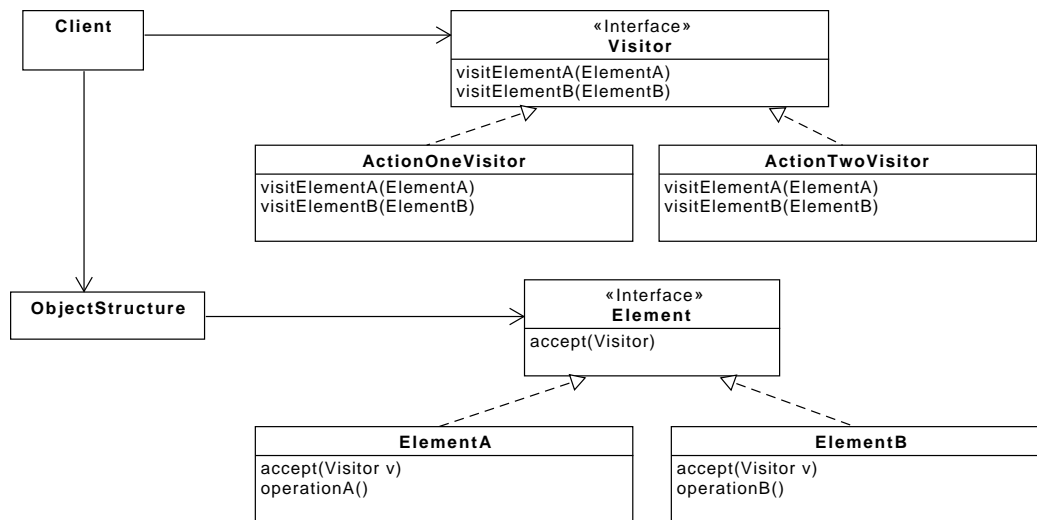 Client
«Interface»
Visitor
visitElementA(ElementA)
visitElementB(ElementB)
ActionOneVisitor
visitElementA(ElementA)
visitElementB(ElementB)
ActionTwoVisitor
visitElementA(ElementA)
visitElementB(ElementB)
ObjectStructure
«Interface»
Element
accept(Visitor)
ElementA
accept(Visitor v)
operationA()
ElementB
accept(Visitor v)
operationB()